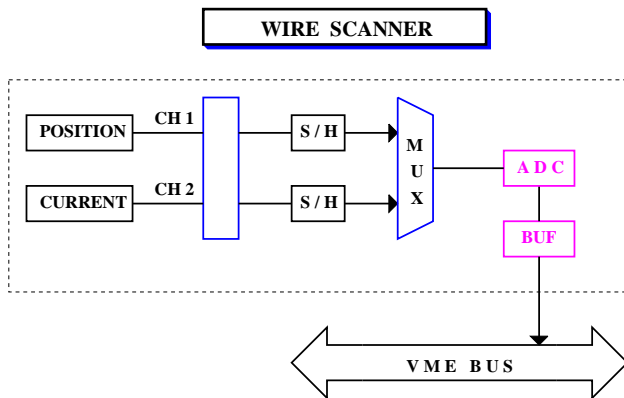 WIRE SCANNER
POSITION
CH 1
S / H
CURRENT
CH 2
S / H
M U X
A D C
BUF
V M E B U S